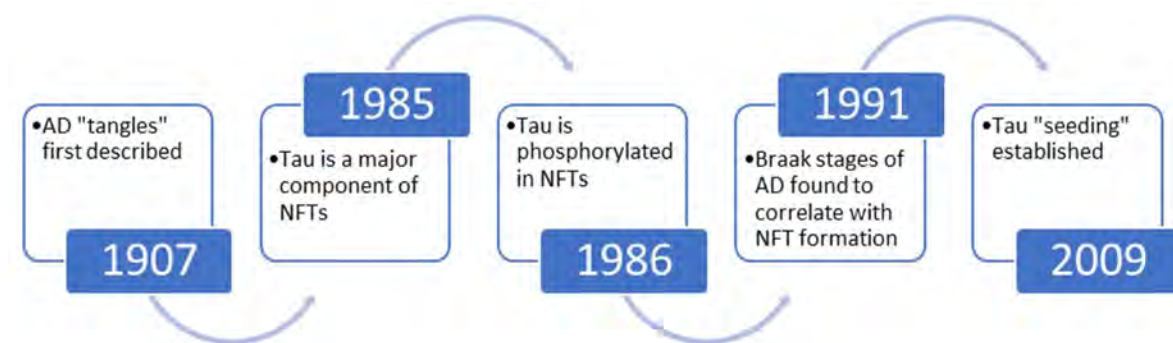 •AD "tangles"
first described
1907
1985
•Tau is a major
component of
NFTs
•Tau is
phosphorylated
in NFTs
1986
1991
•Braak stages of
AD found to
correlate with
NFT formation
•Tau "seeding"
established
2009